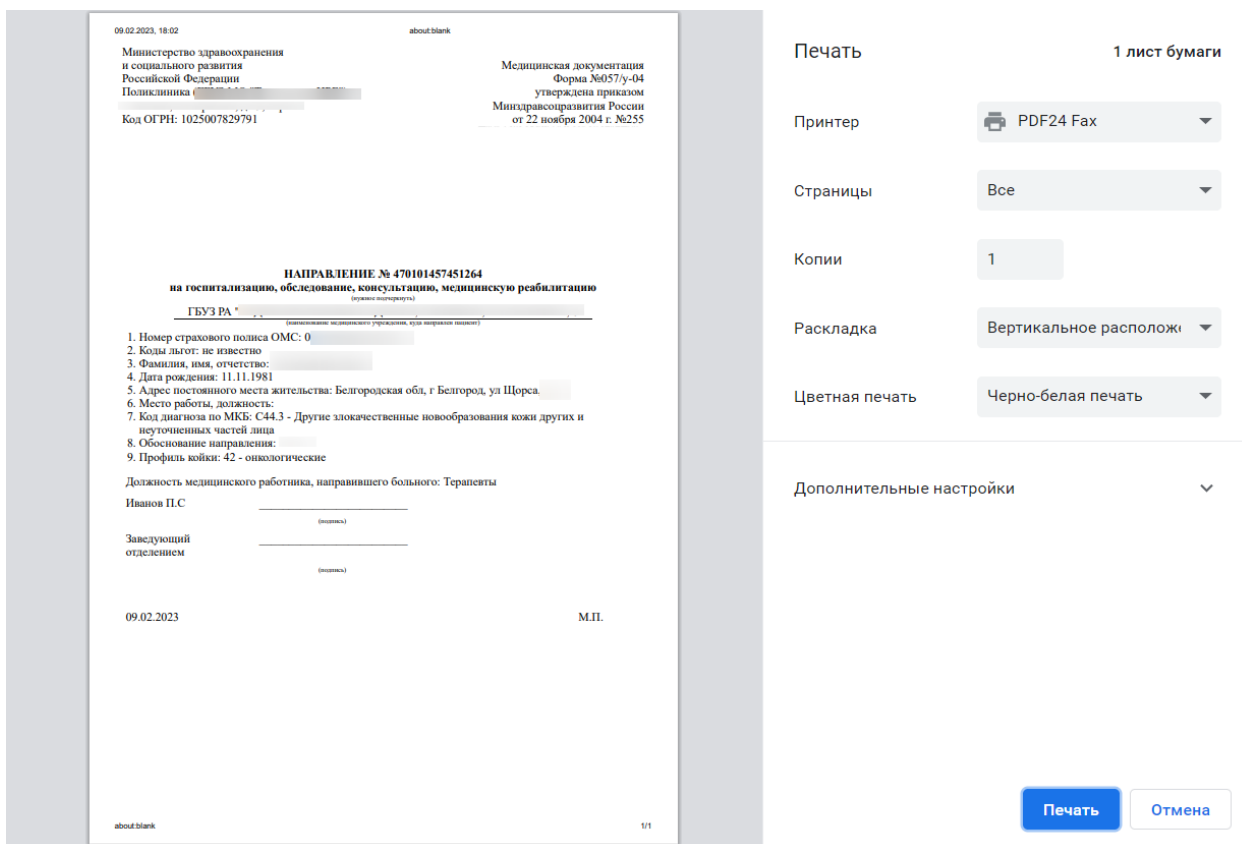 09.02.2023, 18:02 about:blank
Министерство здравоохранения
и социального развития
Российской Федерации
Поликлиника
Код ОГРН: 1025007829791
Медицинская документация
Форма №057/у-04
утверждена приказом
Минздравсоцразвития России
от 22 ноября 2004 г. №255
НАПРАВЛЕНИЕ № 470101457451264
на госпитализацию, обследование, консультацию, медицинскую реабилитацию
(нужное подчеркнуть)
ГБУЗ РА "
(наименование медицинского учреждения, куда направлен пациент)
1. Номер страхового полиса ОМС: 0
2. Коды льгот: не известно
3. Фамилия, имя, отчетство:
4. Дата рождения: 11.11.1981
5. Адрес постоянного места жительства: Белгородская обл, г Белгород, ул Щорса.
6. Место работы, должность:
7. Код диагноза по МКБ: C44.3 - Другие злокачественные новообразования кожи других и
неуточненных частей лица
8. Обоснование направления:
9. Профиль койки: 42 - онкологические
Должность медицинского работника, направившего больного: Терапевты
Иванов П.С
(подпись)
Заведующий
отделением
(подпись)
09.02.2023 М.П.
about:blank 1/1
Печать 1 лист бумаги
Принтер PDF24 Fax
Страницы Все
Копии 1
Раскладка Вертикальное располож
Цветная печать Черно-белая печать
Дополнительные настройки
Печать Отмена